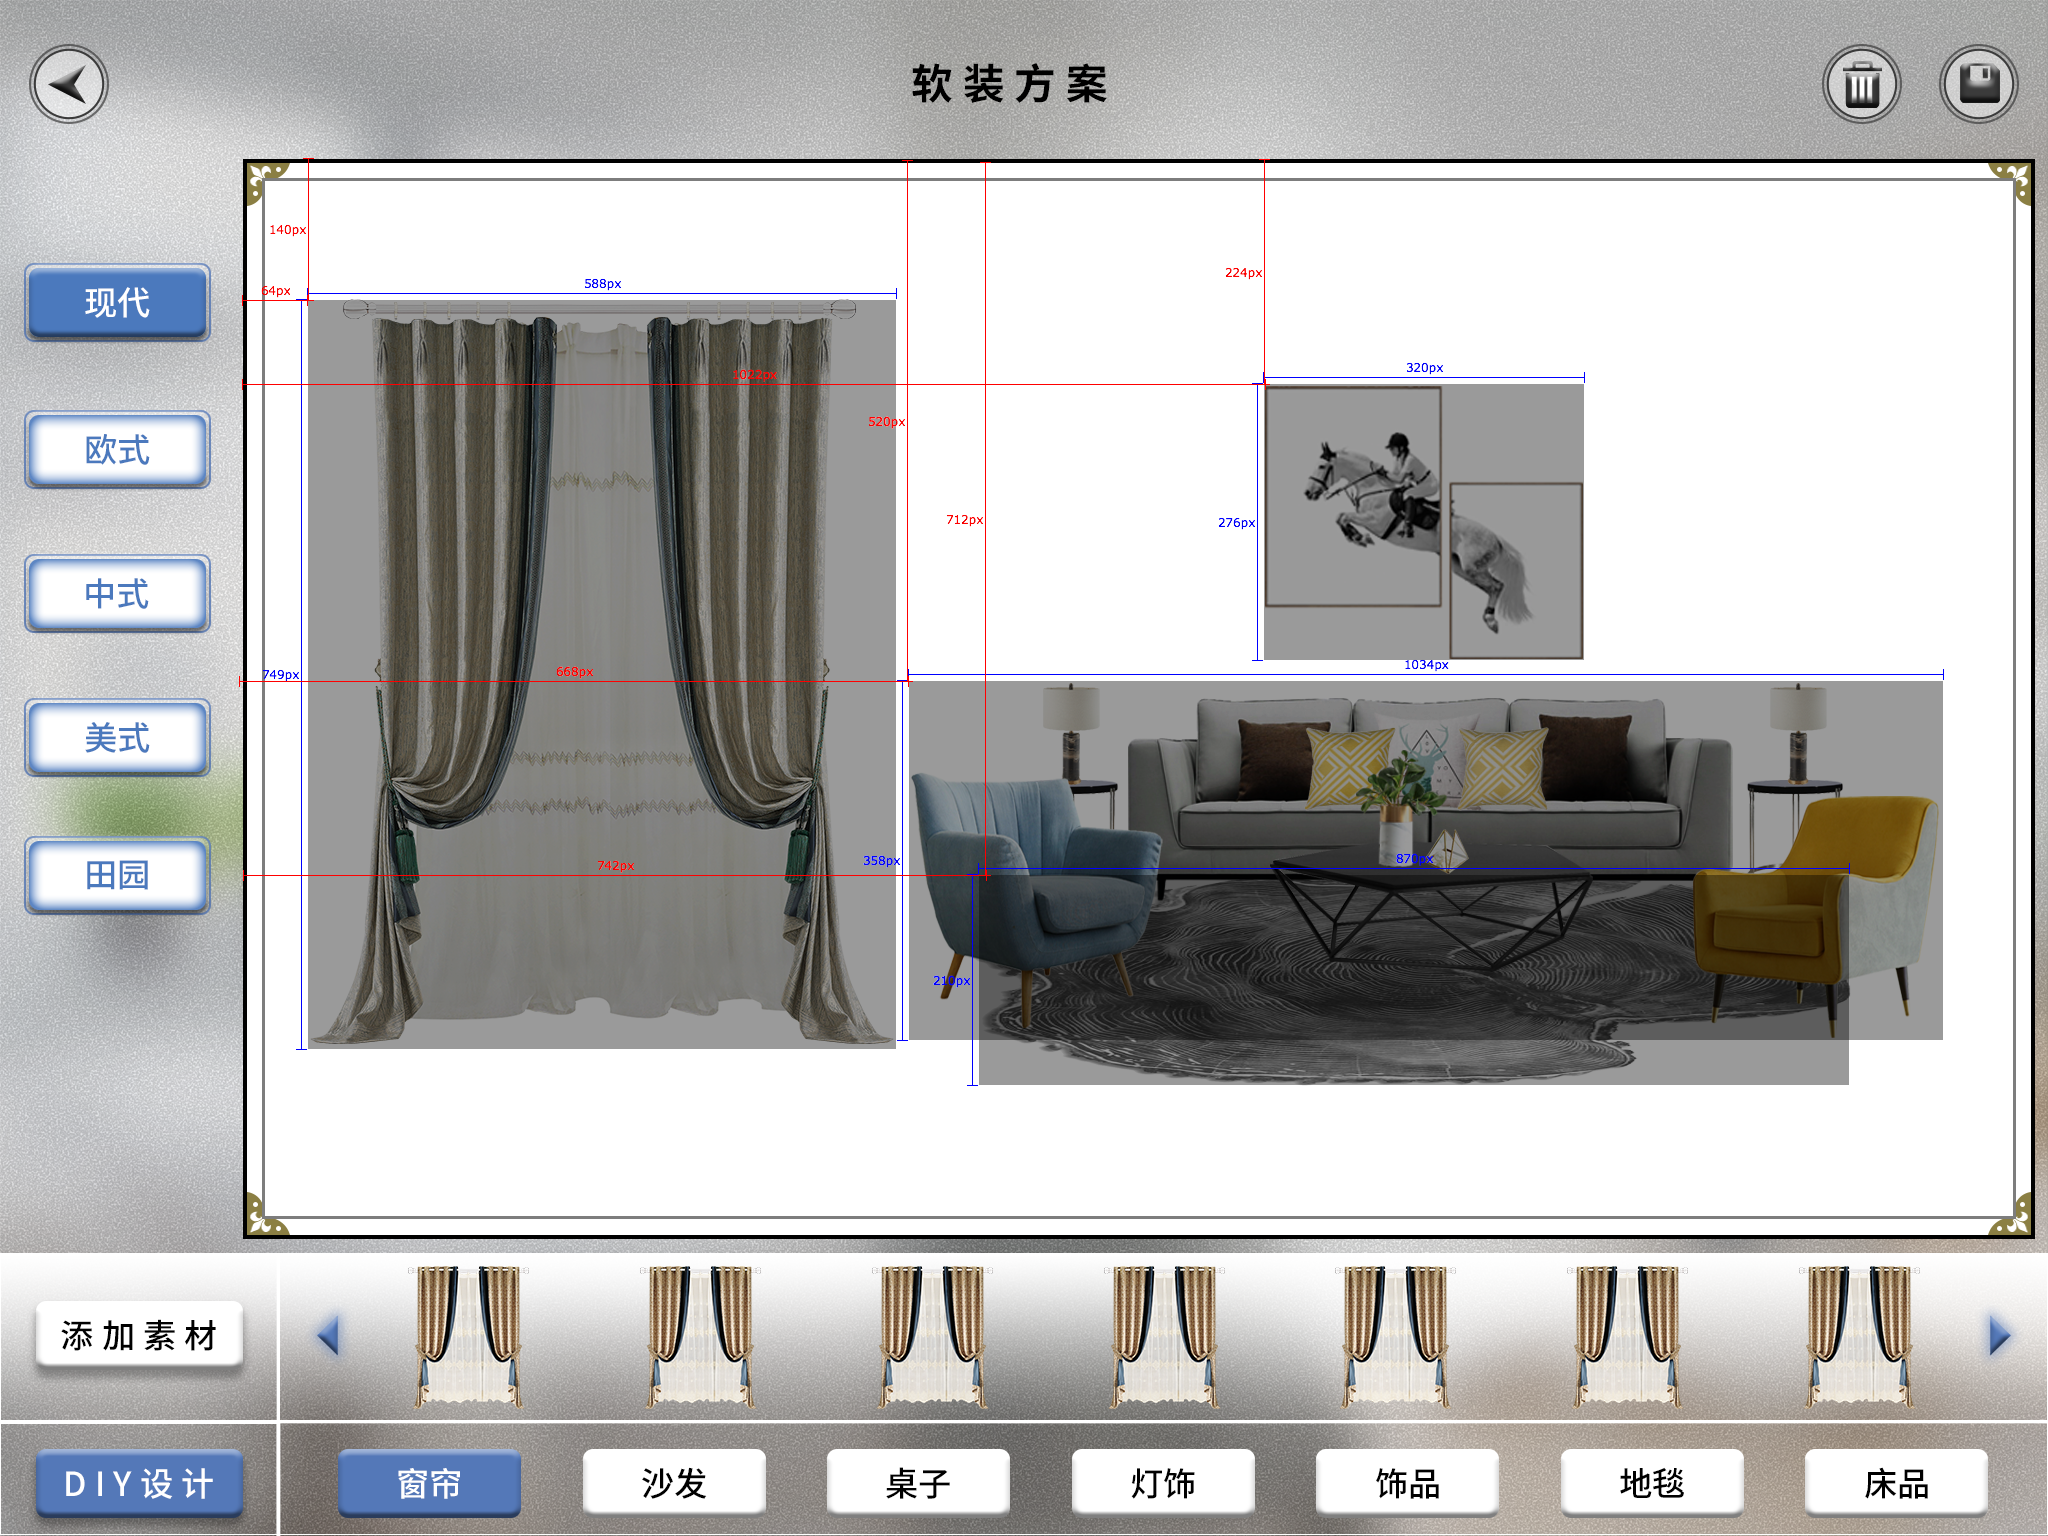 软装方案
140px
64px
588px
224px
现代
320px
1022px
520px
欧式
712px
276px
中式
1034px
749px
668px
美式
358px
870px
742px
田园
210px
添加素材
DIY设计
窗帘
沙发
桌子
灯饰
饰品
地毯
床品